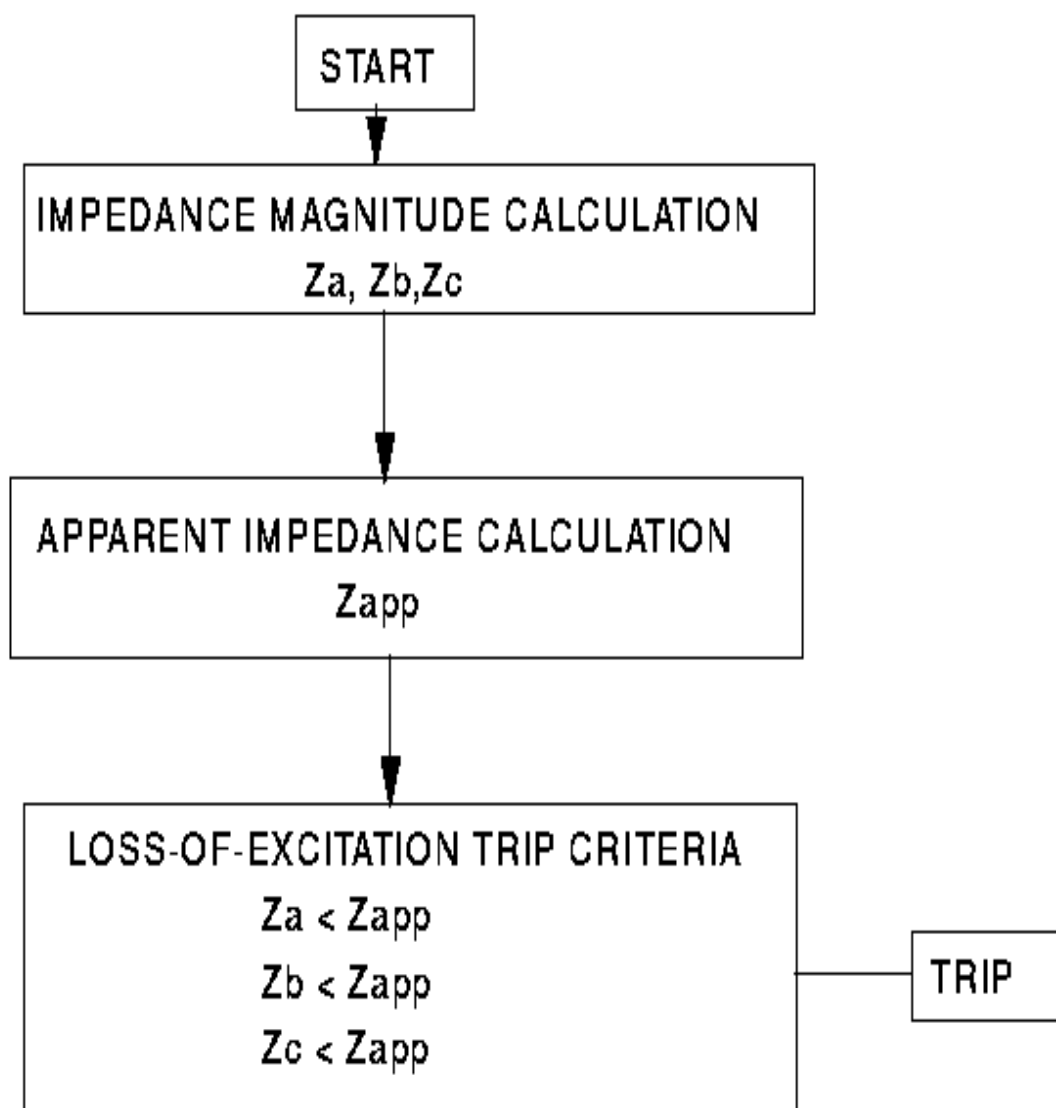 START
IMPEDANCE MAGNITUDE CALCULATION
Za, Zb,Zc
APPARENT IMPEDANCE CALCULATION
Zapp
LOSS-OF-EXCITATION TRIP CRITERIA
Za < Zapp
Zb < Zapp
Zc < Zapp
TRIP